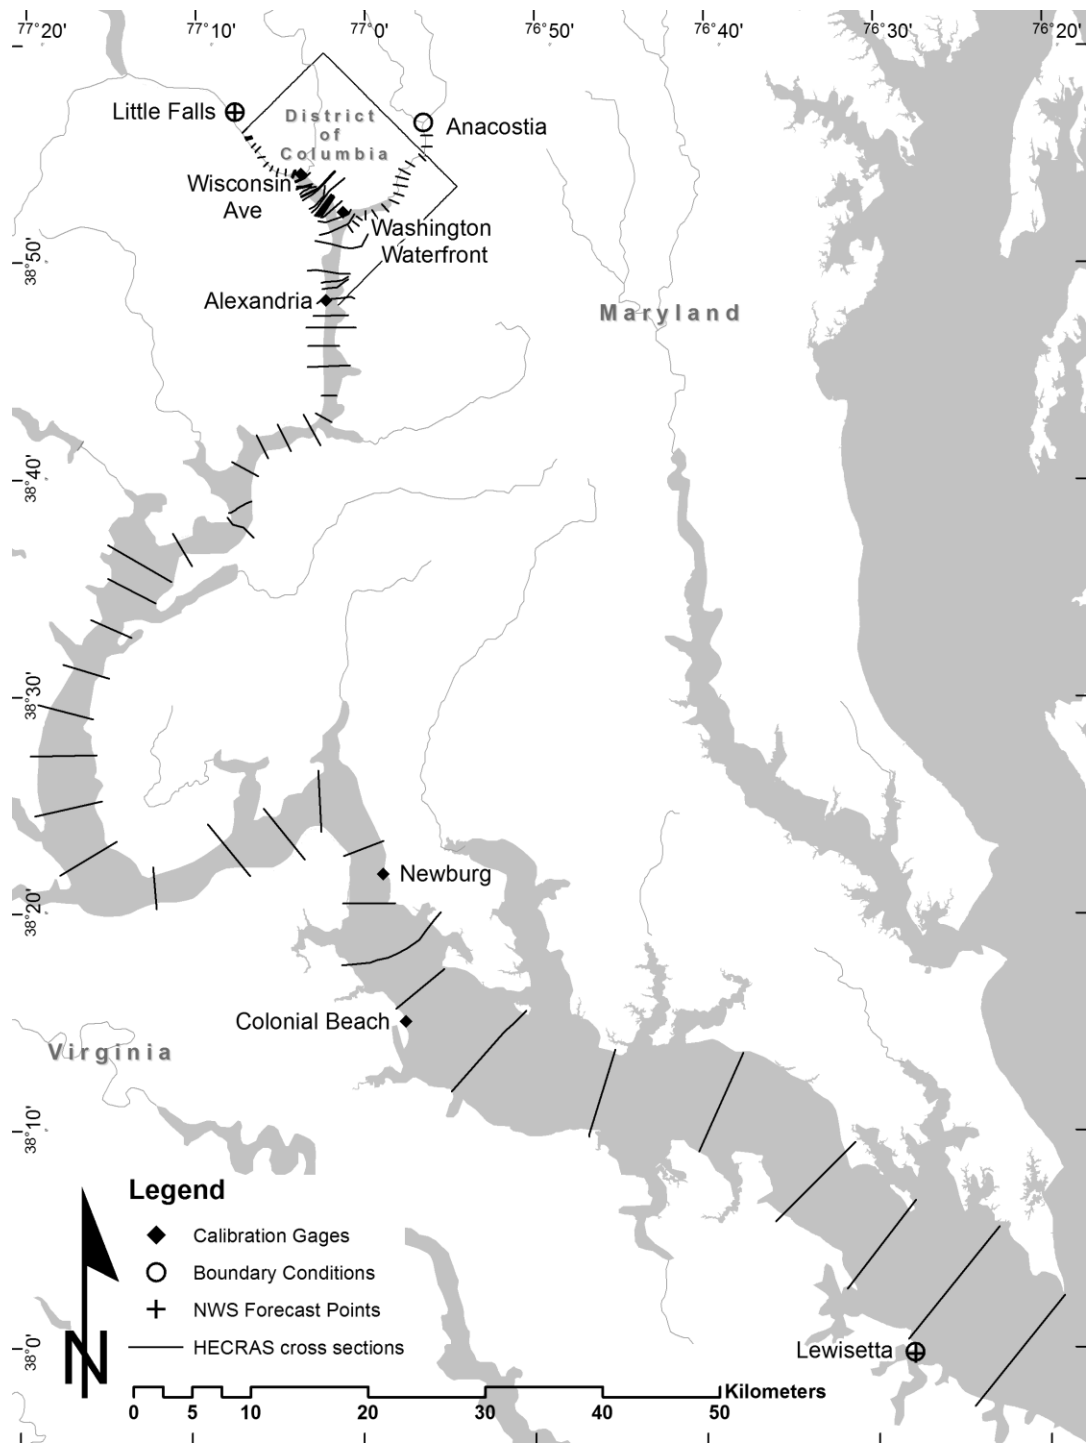 77°20'
77°10'
77°0'
76°50'
76°40'
76°30'
76°20'
Little Falls
District
of
Columbia
Anacostia
Wisconsin
Ave
Washington
Waterfront
38°50'
Alexandria
Maryland
38°40'
38°30'
Newburg
38°20'
Colonial Beach
Virginia
38°10'
Legend
Calibration Gages
Boundary Conditions
NWS Forecast Points
HECRAS cross sections
N
38°0'
Lewisetta
Kilometers
0 5 10 20 30 40 50